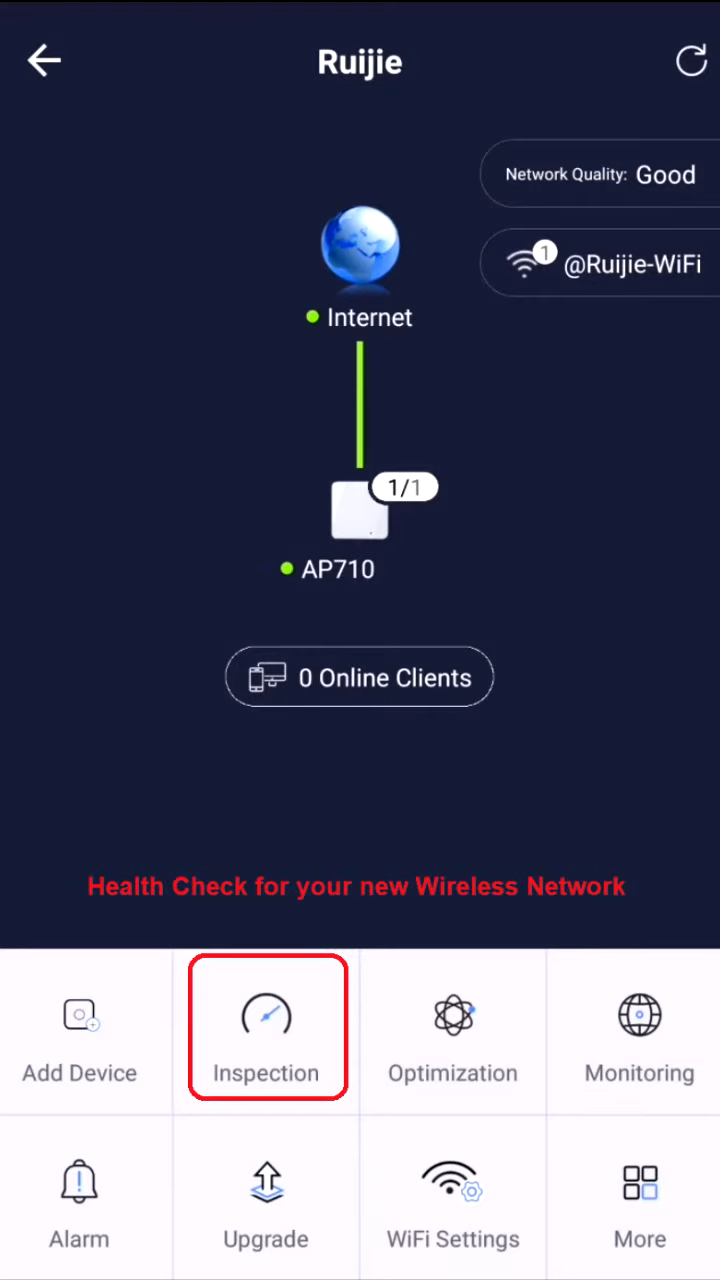 Ruijie
Network Quality: Good
1
@Ruijie-WiFi
Internet
1/1
AP710
0 Online Clients
Health Check for your new Wireless Network
Add Device
Inspection
Optimization
Monitoring
Alarm
Upgrade
WiFi Settings
More